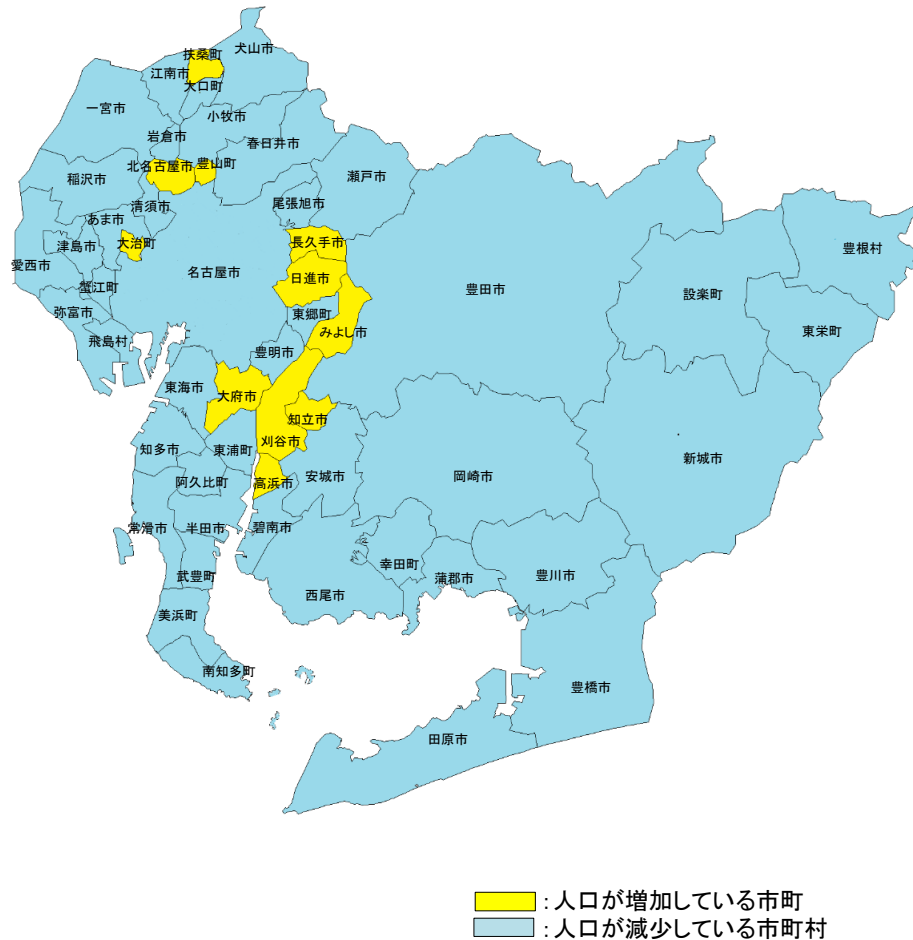 犬山市
扶桑町
江南市
大口町
一宮市
小牧市
岩倉市
春日井市
北名古屋市
豊山町
瀬戸市
稲沢市
尾張旭市
清須市
あま市
津島市
大治町
長久手市
豊根村
愛西市
名古屋市
日進市
豊田市
蟹江町
設楽町
弥富市
東郷町
東栄町
飛島村
みよし市
豊明市
東海市
大府市
知立市
刈谷市
知多市
東浦町
新城市
阿久比町
高浜市
安城市
岡崎市
常滑市
半田市
碧南市
幸田町
武豊町
蒲郡市
豊川市
西尾市
美浜町
南知多町
豊橋市
田原市
：人口が増加している市町
：人口が減少している市町村